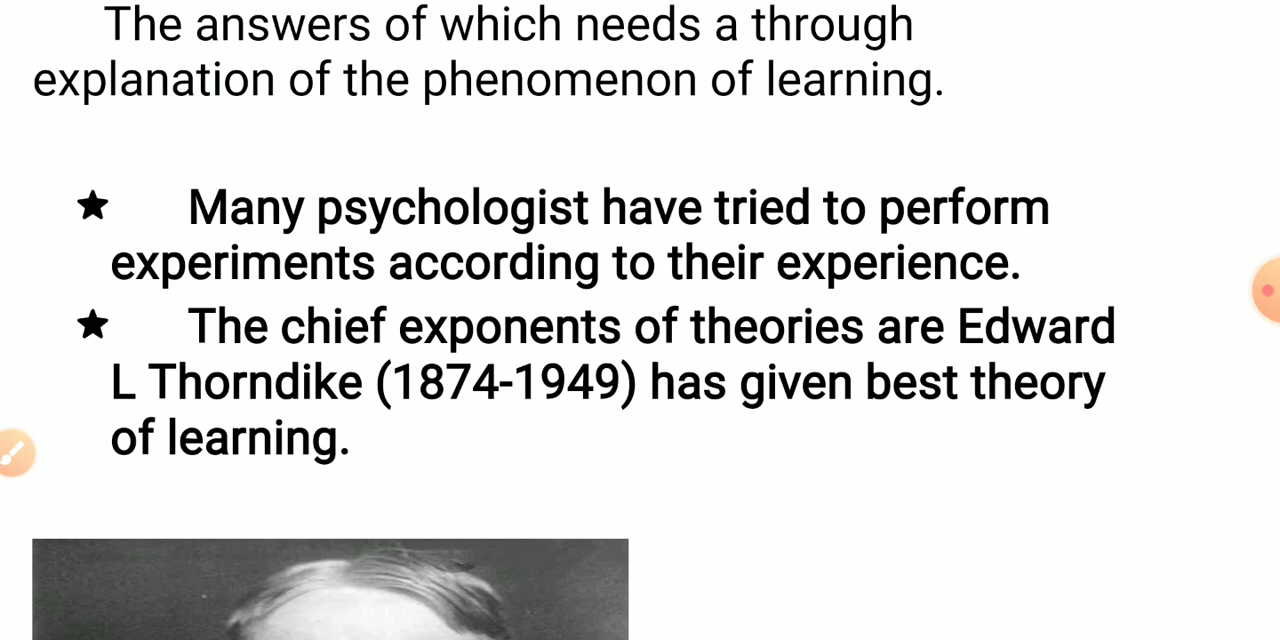 The answers of which needs a through
explanation of the phenomenon of learning.
★ Many psychologist have tried to perform
experiments according to their experience.
★ The chief exponents of theories are Edward
L Thorndike (1874-1949) has given best theory
of learning.